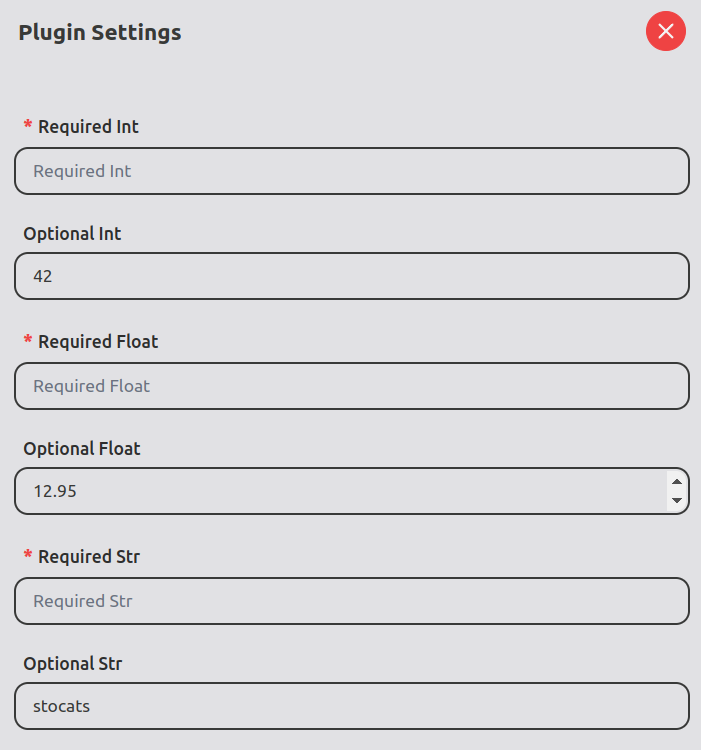 Plugin Settings
* Required Int
Required Int
Optional Int
42
* Required Float
Required Float
Optional Float
12.95
* Required Str
Required Str
Optional Str
stocats